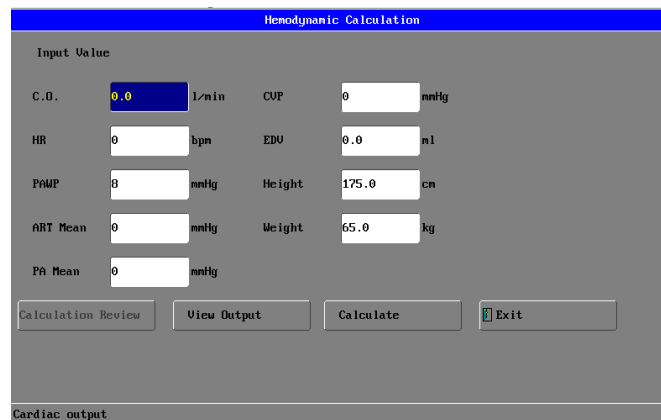 Hemodynamic Calculation
Input Value
C.O. 0.0 l/min CVP 0 mmHg
HR 0 bpm EDV 0.0 ml
PAWP 8 mmHg Height 175.0 cm
ART Mean 0 mmHg Weight 65.0 kg
PA Mean 0 mmHg
Calculation Review View Output Calculate Exit
Cardiac output